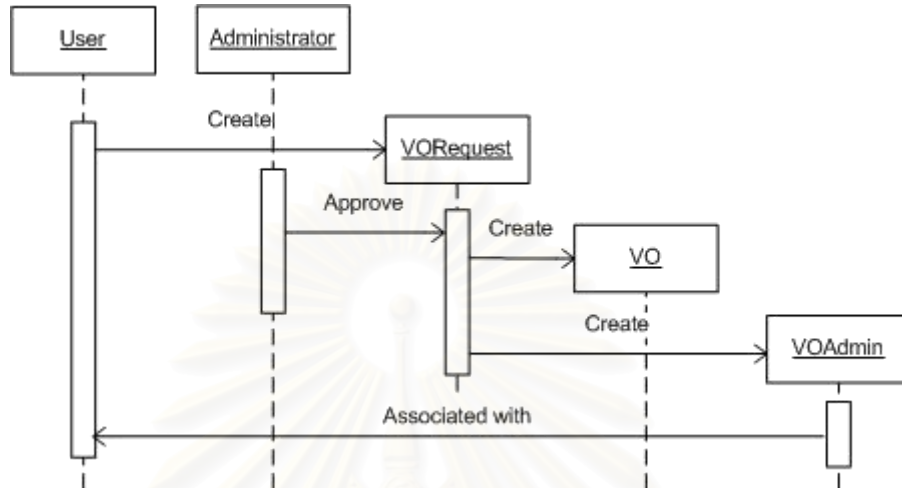 User
Administrator
Create
VORequest
Approve
Create
VO
Create
VOAdmin
Associated with